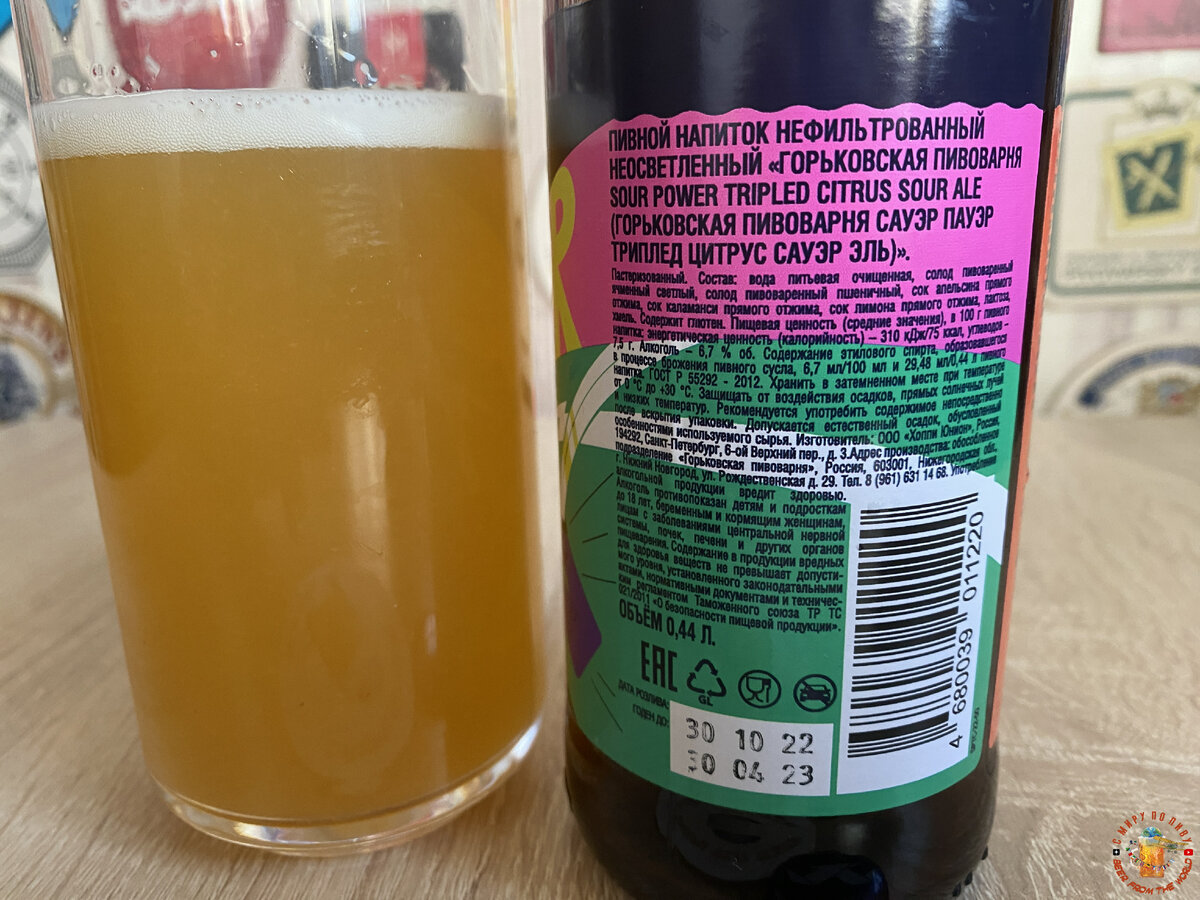 ПИВНОЙ НАПИТОК НЕФИЛЬТРОВАННЫЙ
НЕОСВЕТЛЕННЫЙ «ГОРЬКОВСКАЯ ПИВОВАРНЯ
SOUR POWER TRIPLED CITRUS SOUR ALE
(ГОРЬКОВСКАЯ ПИВОВАРНЯ САУЭР ПАУЭР
ТРИПЛЕД ЦИТРУС САУЭР ЭЛЬ)».
Пастеризованный. Состав: вода питьевая очищенная, солод пивоваренный
ячменный светлый, солод пивоваренный пшеничный, сок апельсина прямого
отжима, сок каламанси прямого отжима, сок лимона прямого отжима, лактоза,
хмель. Содержит глютен. Пищевая ценность (средние значения), в 100 г пивного
напитка: энергетическая ценность (калорийность) – 310 кДж/75 ккал, углеводов –
7,5 г. Алкоголь – 6,7 % об. Содержание этилового спирта, образовавшегося
в процессе брожения пивного сусла, 6,7 мл/100 мл и 29,48 мл/0,44 л пивного
напитка. ГОСТ Р 55292 - 2012. Хранить в затемненном месте при температуре
от 0 °С до +30 °С. Защищать от воздействия осадков, прямых солнечных лучей
и низких температур. Рекомендуется употребить содержимое непосредственно
после вскрытия упаковки. Допускается естественный осадок, обусловленный
особенностями используемого сырья. Изготовитель: ООО «Хоппи Юнион», Россия,
194292, Санкт-Петербург, 6-ой Верхний пер., д. 3. Адрес производства: обособленное
подразделение «Горьковская пивоварня», Россия, 603001, Нижегородская обл.,
г. Нижний Новгород, ул. Рождественская д. 29. Тел. 8 (961) 631 14 68. Употребление
алкогольной продукции вредит здоровью.
Алкоголь противопоказан детям и подросткам
до 18 лет, беременным и кормящим женщинам,
лицам с заболеваниями центральной нервной
системы, почек, печени и других органов
пищеварения. Содержание в продукции вредных
для здоровья веществ не превышает допусти-
мого уровня, установленного законодательными
актами, нормативными документами и техничес-
ким регламентом Таможенного союза ТР ТС
021/2011 «О безопасности пищевой продукции».
ОБЪЁМ 0,44 Л.
EAC
GL
ДАТА РОЗЛИВА:
ГОДЕН ДО:
30 10 22
30 04 23
4 680039 011220
С МИРУ ПО ПИВУ
BEER FROM THE WORLD